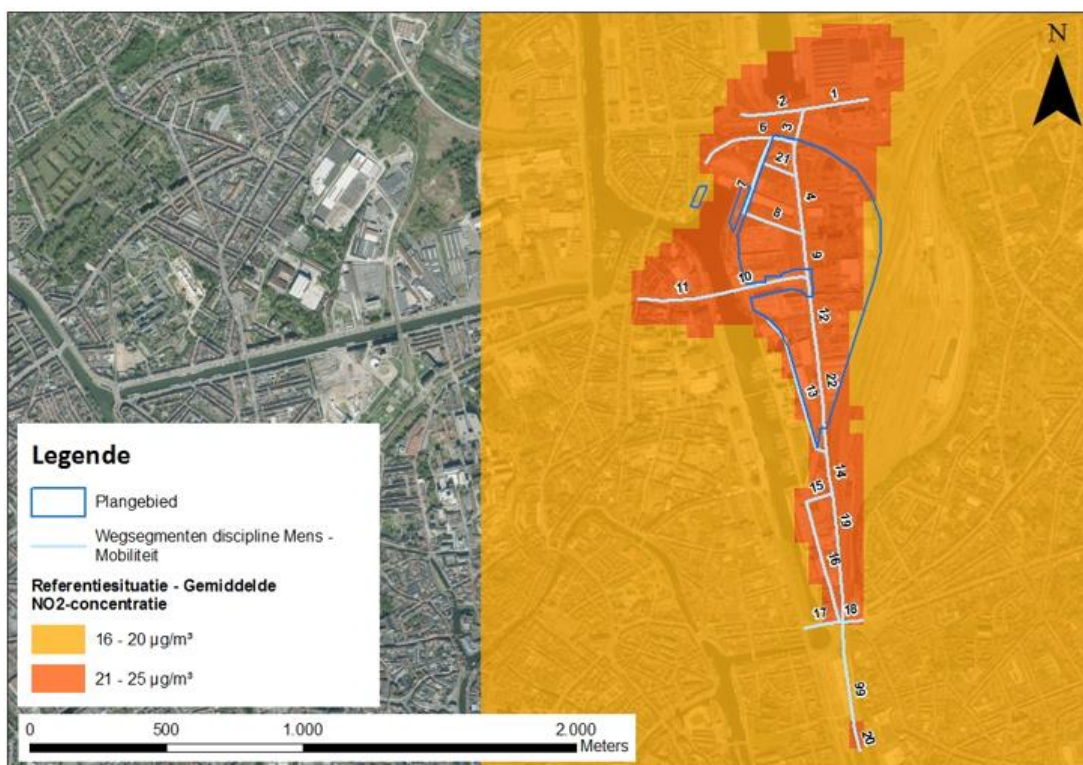 N
1
2
6
3
21
7
4
8
9
10
11
12
13
22
14
15
19
16
17
18
99
20
Legende
Plangebied
Wegsegmenten discipline Mens -
Mobiliteit
Referentiesituatie - Gemiddelde
NO2-concentratie
16 - 20 µg/m³
21 - 25 µg/m³
0 500 1.000 2.000
Meters